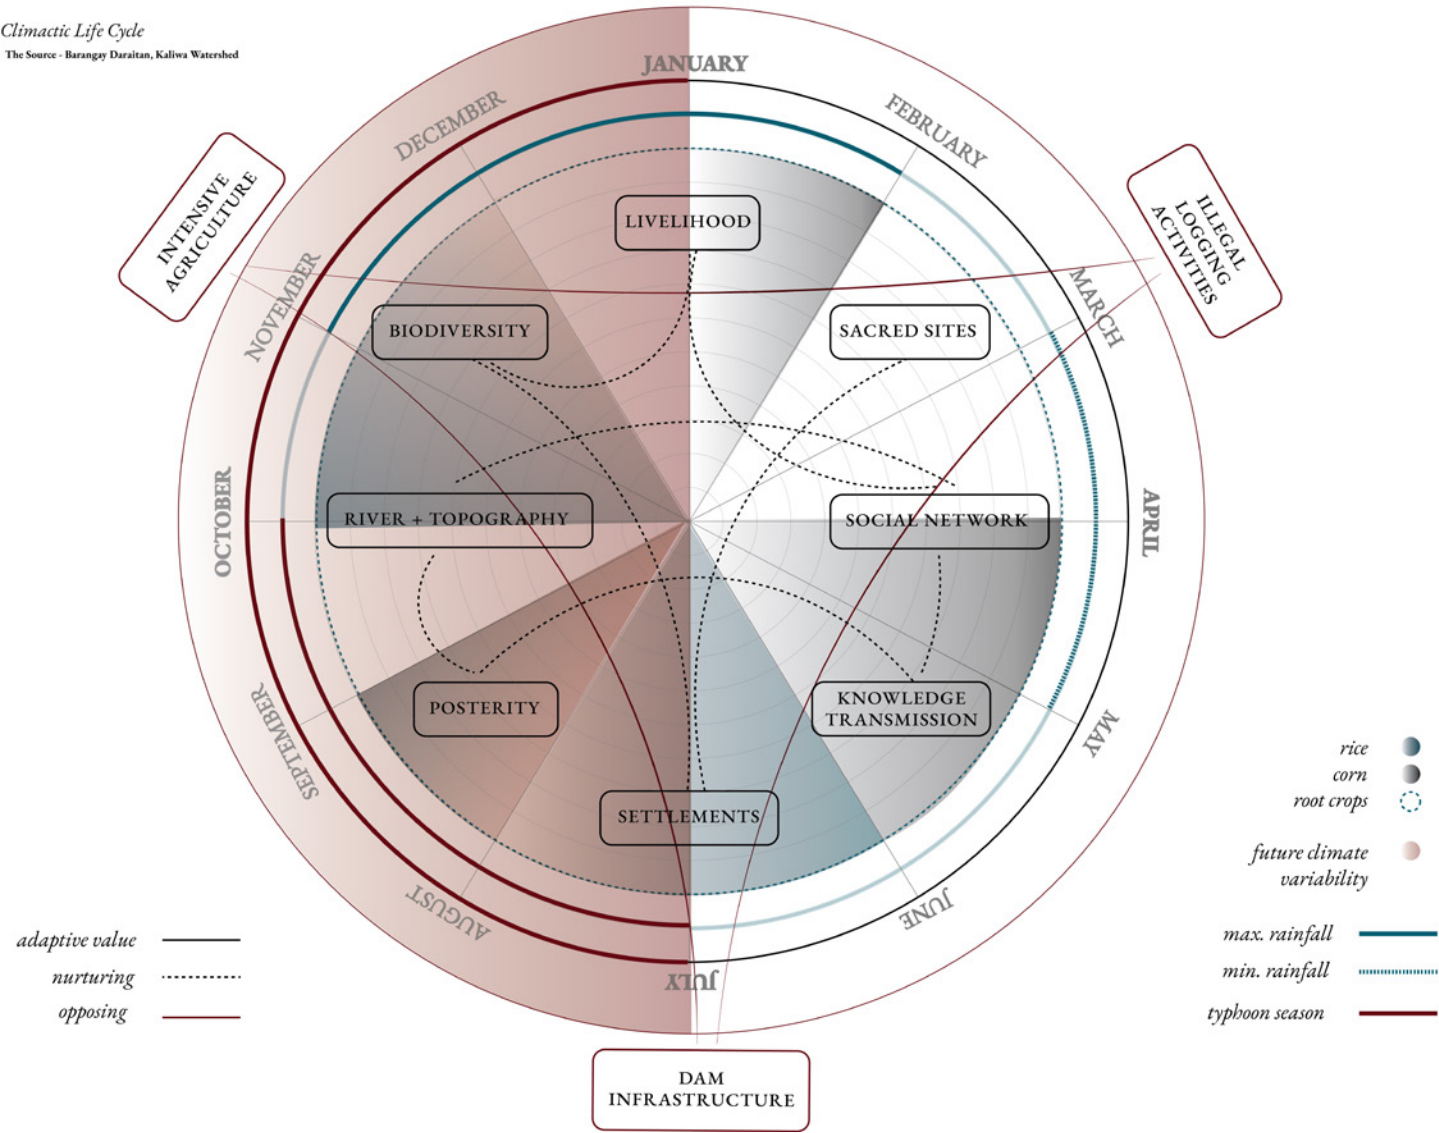 Climactic Life Cycle
The Source - Barangay Daraitan, Kaliwa Watershed
JANUARY
FEBRUARY
MARCH
APRIL
MAY
JUNE
JULY
AUGUST
SEPTEMBER
OCTOBER
NOVEMBER
DECEMBER
INTENSIVE
AGRICULTURE
ILLEGAL
LOGGING
ACTIVITIES
LIVELIHOOD
BIODIVERSITY
SACRED SITES
RIVER + TOPOGRAPHY
SOCIAL NETWORK
POSTERITY
KNOWLEDGE
TRANSMISSION
SETTLEMENTS
DAM
INFRASTRUCTURE
adaptive value
nurturing
opposing
rice
corn
root crops
future climate
variability
max. rainfall
min. rainfall
typhoon season